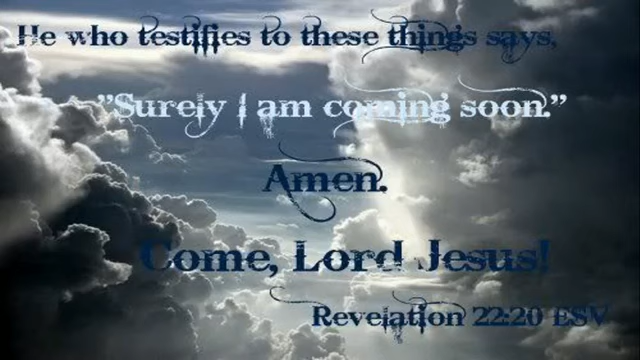 He who testifies to these things says,
"Surely I am coming soon."
Amen.
Come, Lord Jesus!
Revelation 22:20 ESV